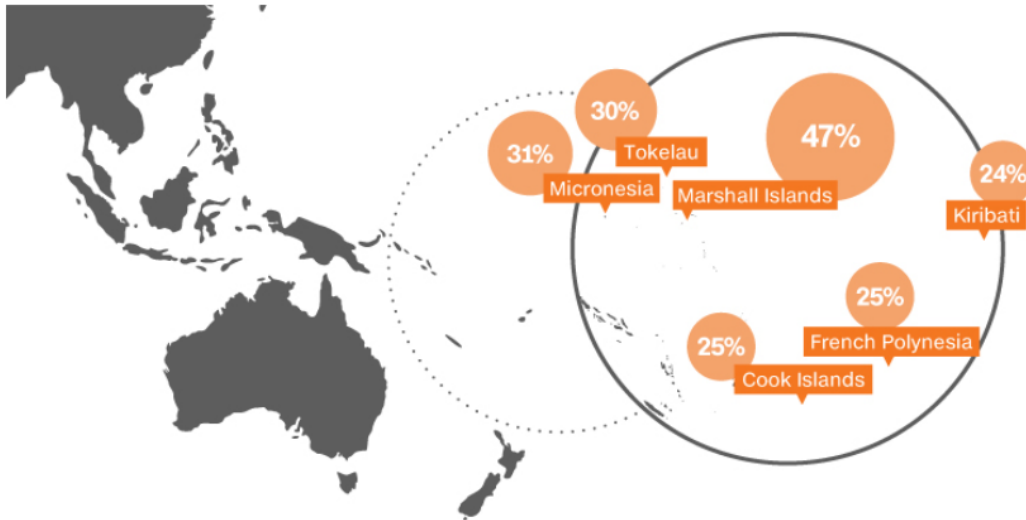 30%
Tokelau
31%
Micronesia
47%
Marshall Islands
24%
Kiribati
25%
French Polynesia
25%
Cook Islands